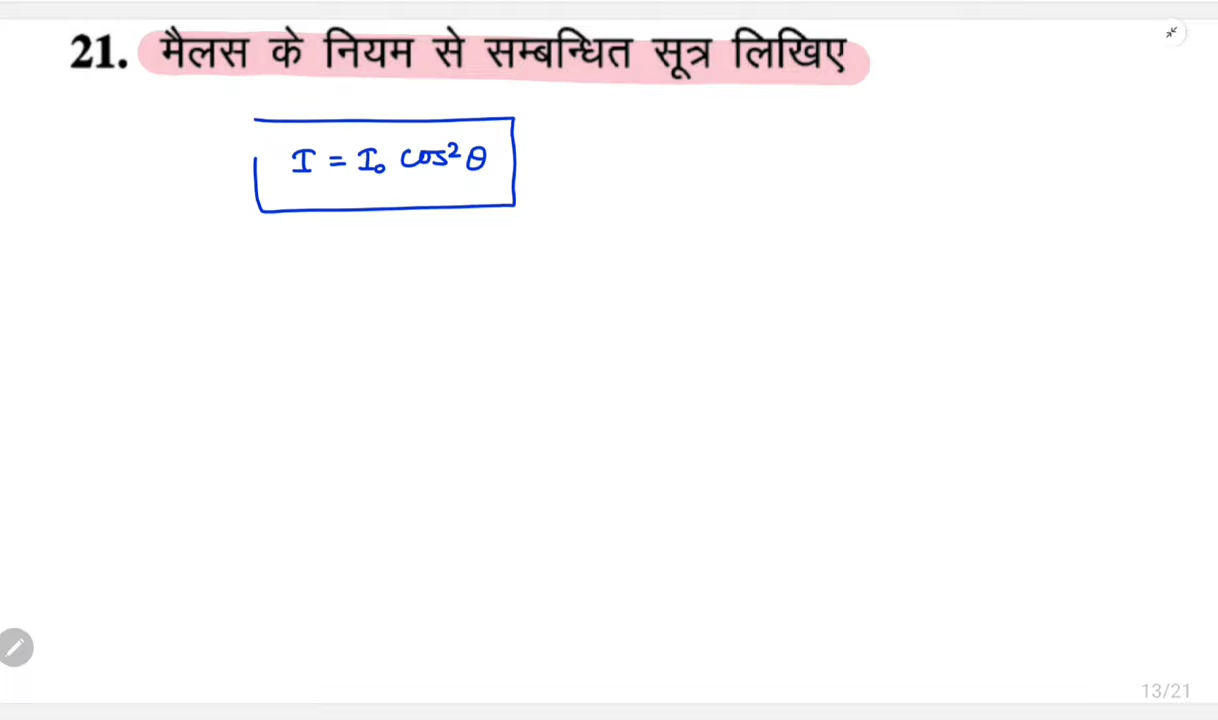 21. मैलस के नियम से सम्बन्धित सूत्र लिखिए
I = I₀ cos²θ
13/21